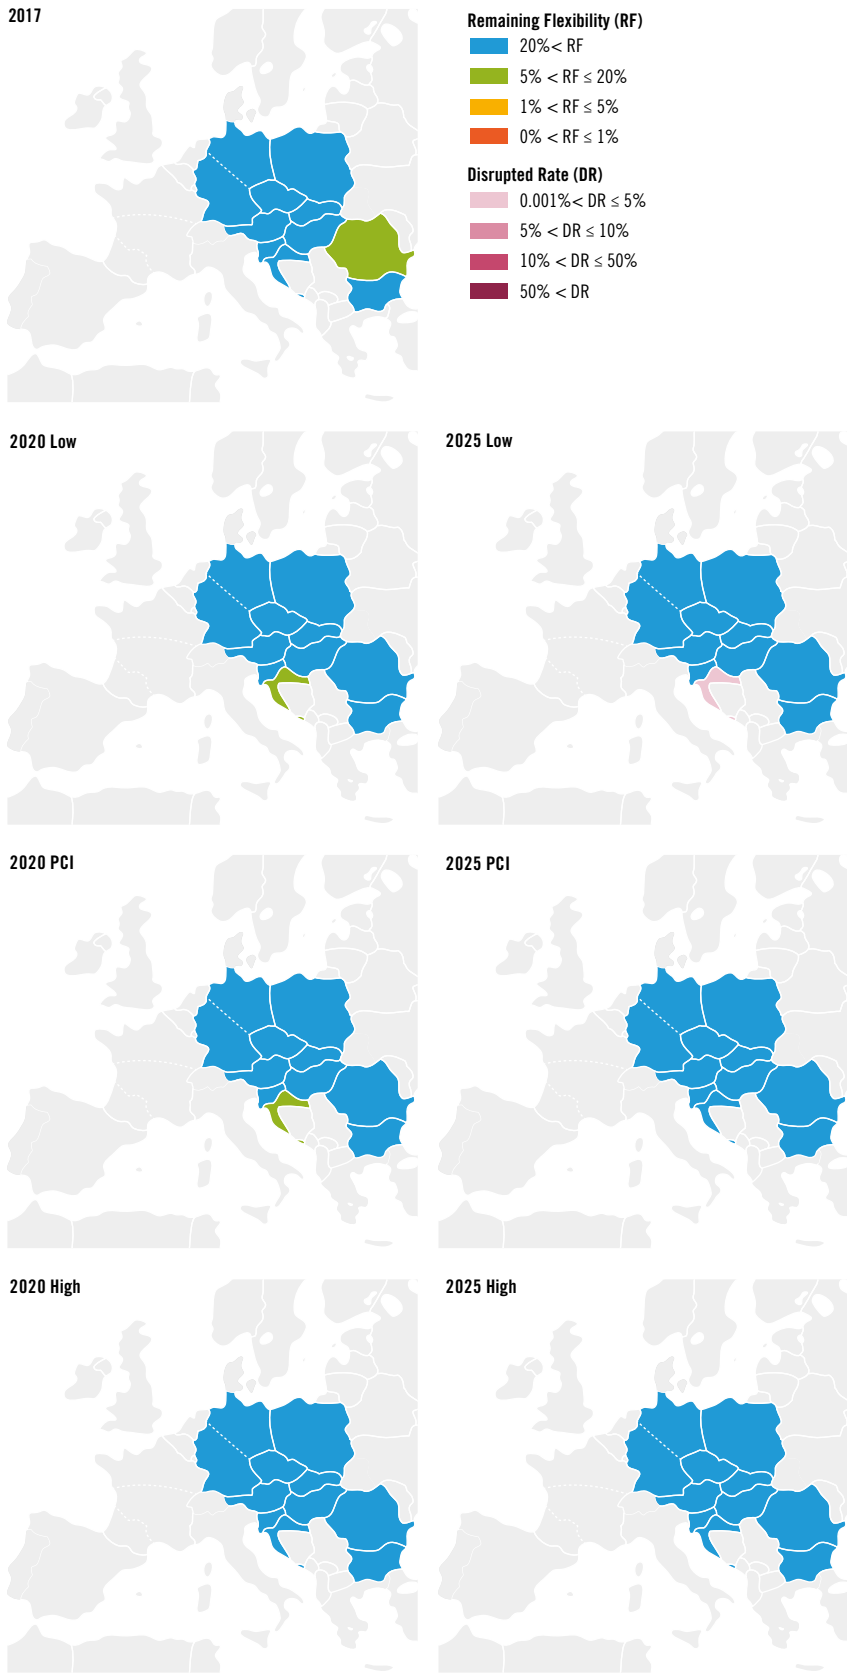 2017
Remaining Flexibility (RF)
20%< RF
5% < RF ≤ 20%
1% < RF ≤ 5%
0% < RF ≤ 1%
Disrupted Rate (DR)
0.001%< DR ≤ 5%
5% < DR ≤ 10%
10% < DR ≤ 50%
50% < DR
2020 Low
2025 Low
2020 PCI
2025 PCI
2020 High
2025 High